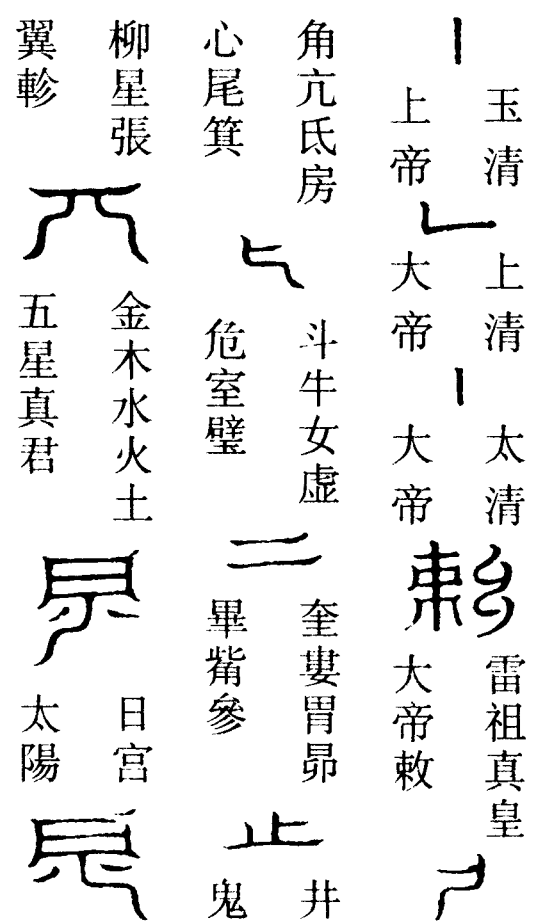 玉清
上帝
上清
大帝
太清
大帝
雷祖真皇
大帝敕
角亢氐房
心尾箕
斗牛女虚
危室璧
奎婁胃昴
畢觜參
井
鬼
柳星張
翼軫
金木水火土
五星真君
日宫
太陽